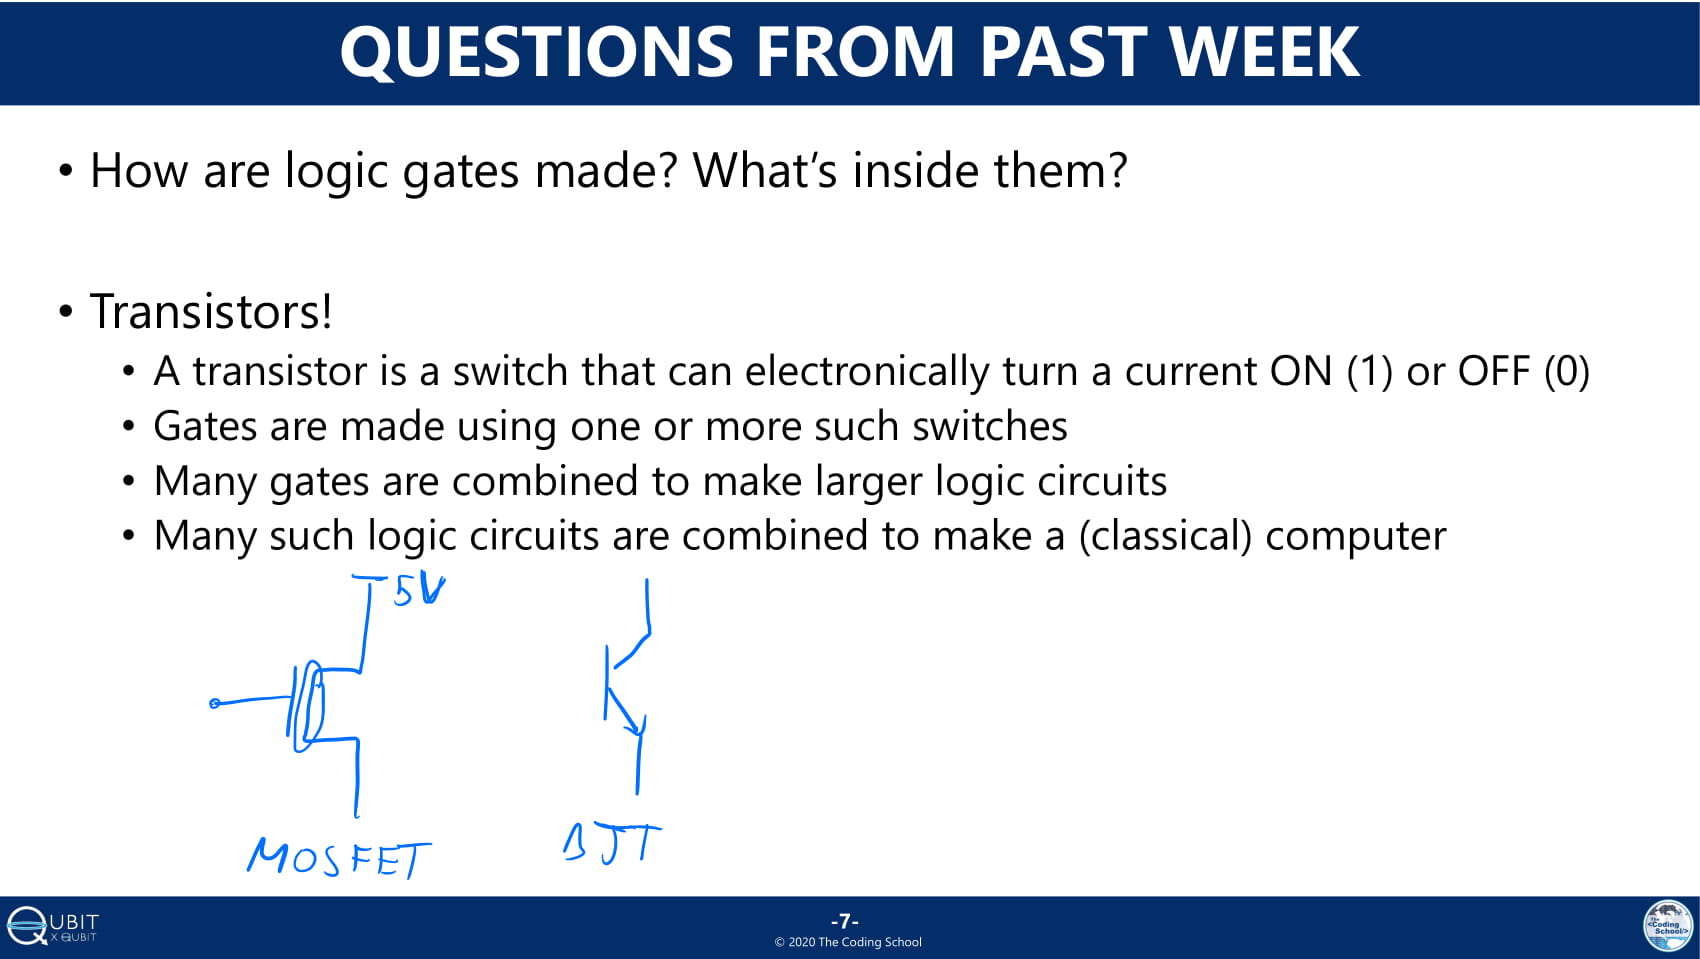 QUESTIONS FROM PAST WEEK
• How are logic gates made? What’s inside them?
• Transistors!
• A transistor is a switch that can electronically turn a current ON (1) or OFF (0)
• Gates are made using one or more such switches
• Many gates are combined to make larger logic circuits
• Many such logic circuits are combined to make a (classical) computer
5V
MOSFET
BJT
QUBIT
X QUBIT
-7-
© 2020 The Coding School
The
<Coding
School/>